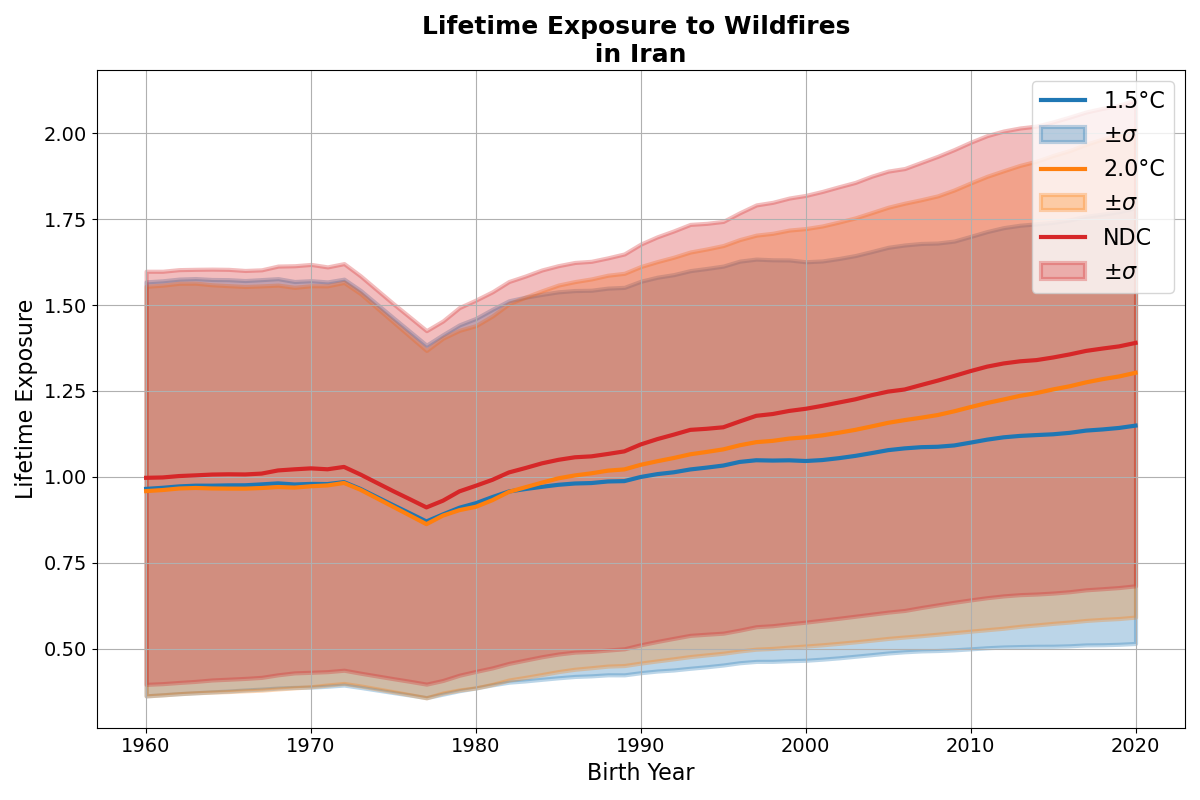 Lifetime Exposure to Wildfires
in Iran
Lifetime Exposure
2.00
1.75
1.50
1.25
1.00
0.75
0.50
1960
1970
1980
1990
2000
2010
2020
Birth Year
1.5°C
±σ
2.0°C
±σ
NDC
±σ